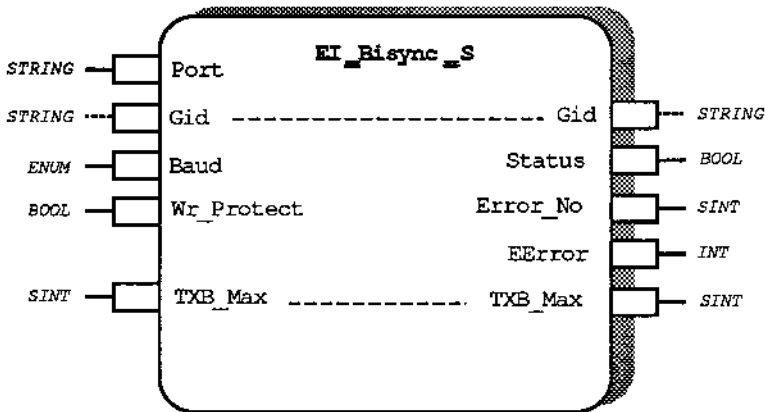 EI_Bisync_S
STRING Port
STRING Gid Gid STRING
ENUM Baud Status BOOL
BOOL Wr_Protect Error_No SINT
EError INT
SINT TXB_Max TXB_Max SINT